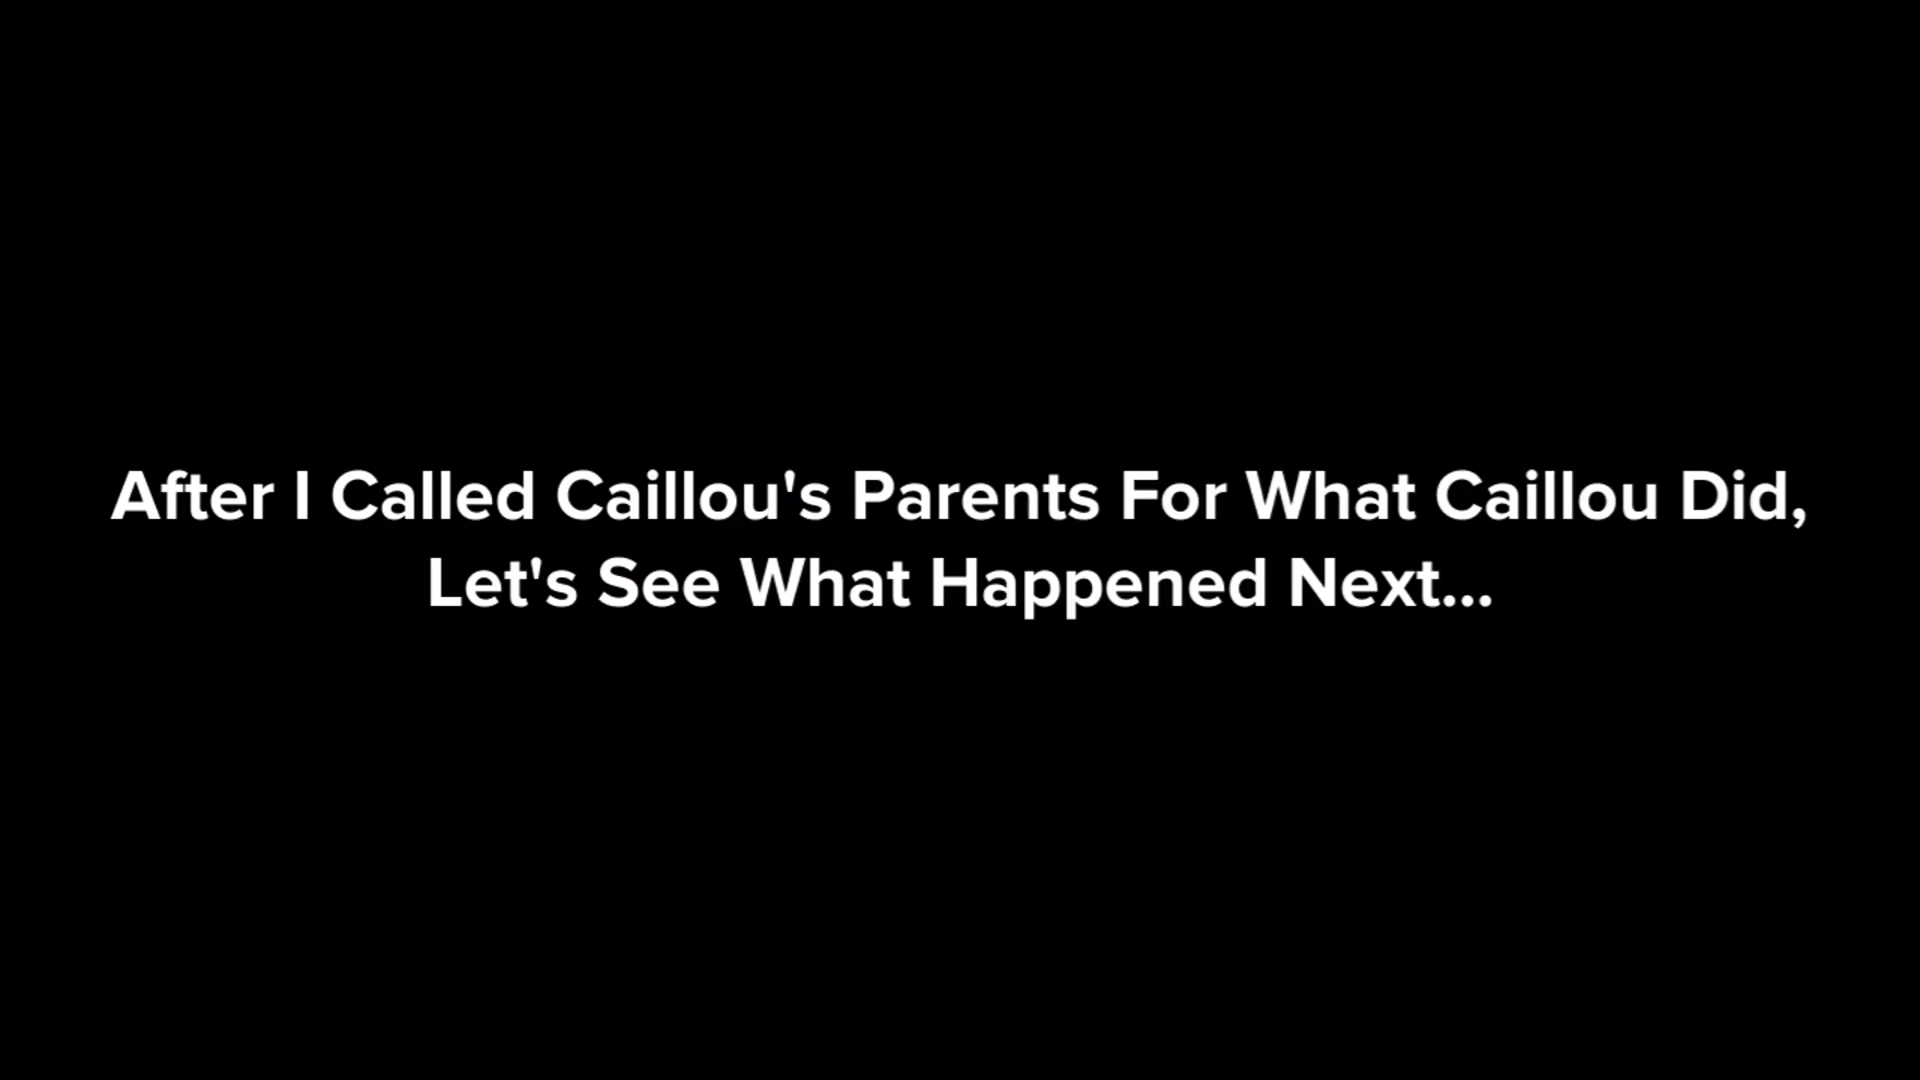 After I Called Caillou's Parents For What Caillou Did,
Let's See What Happened Next...